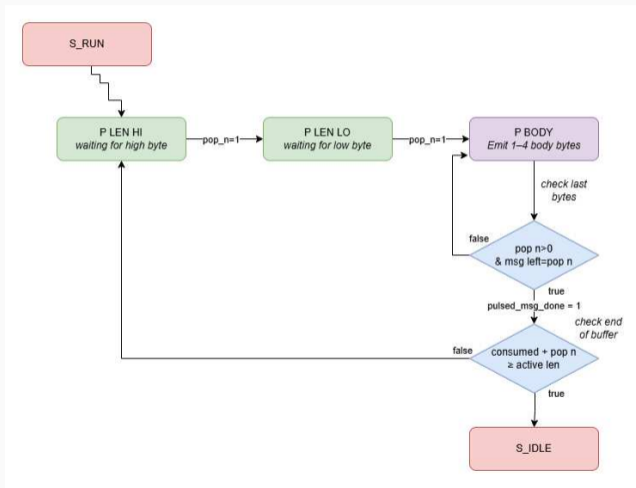 S_RUN
P LEN HI
waiting for high byte
pop_n=1
P LEN LO
waiting for low byte
pop_n=1
P BODY
Emit 1–4 body bytes
check last
bytes
false
pop n>0
& msg left=pop n
true
pulsed_msg_done = 1
check end
of buffer
false
consumed + pop n
≥ active len
true
S_IDLE